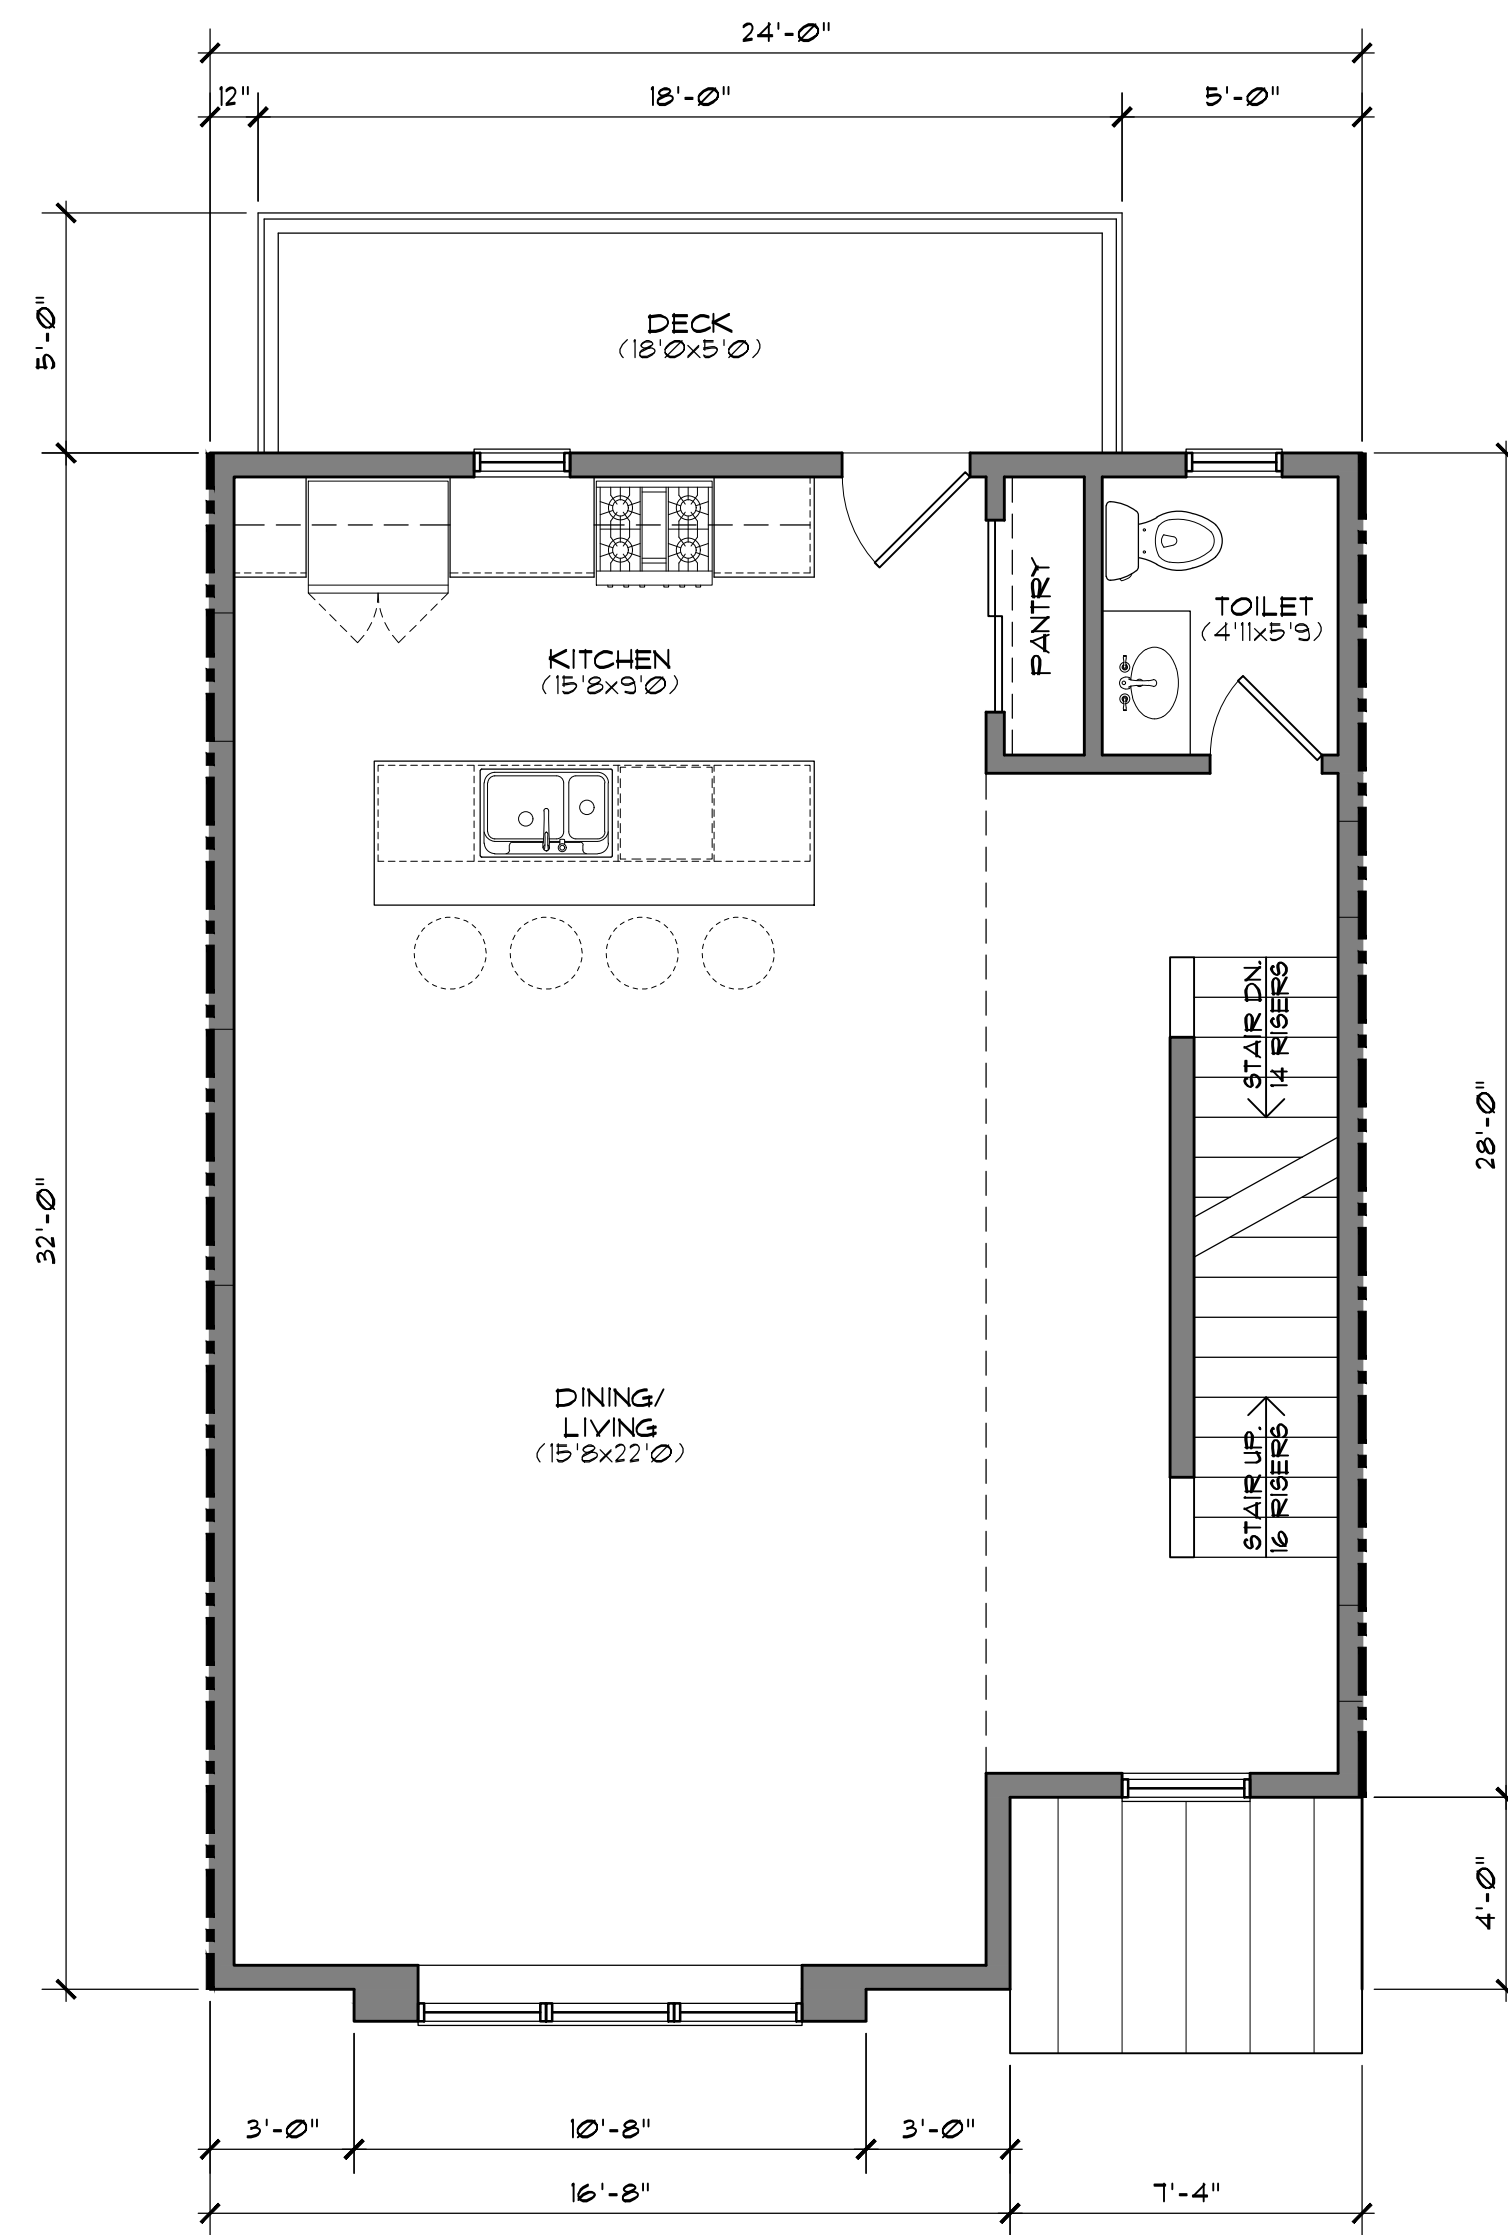 24'-0"
12"
18'-0"
5'-0"
5'-0"
DECK
(18'0x5'0)
PANTRY
TOILET
(4'11x5'9)
KITCHEN
(15'8x9'0)
STAIR DN.
14 RISERS
28'-0"
32'-0"
DINING/
LIVING
(15'8x22'0)
STAIR UP.
16 RISERS
4'-0"
3'-0"
10'-8"
3'-0"
16'-8"
7'-4"